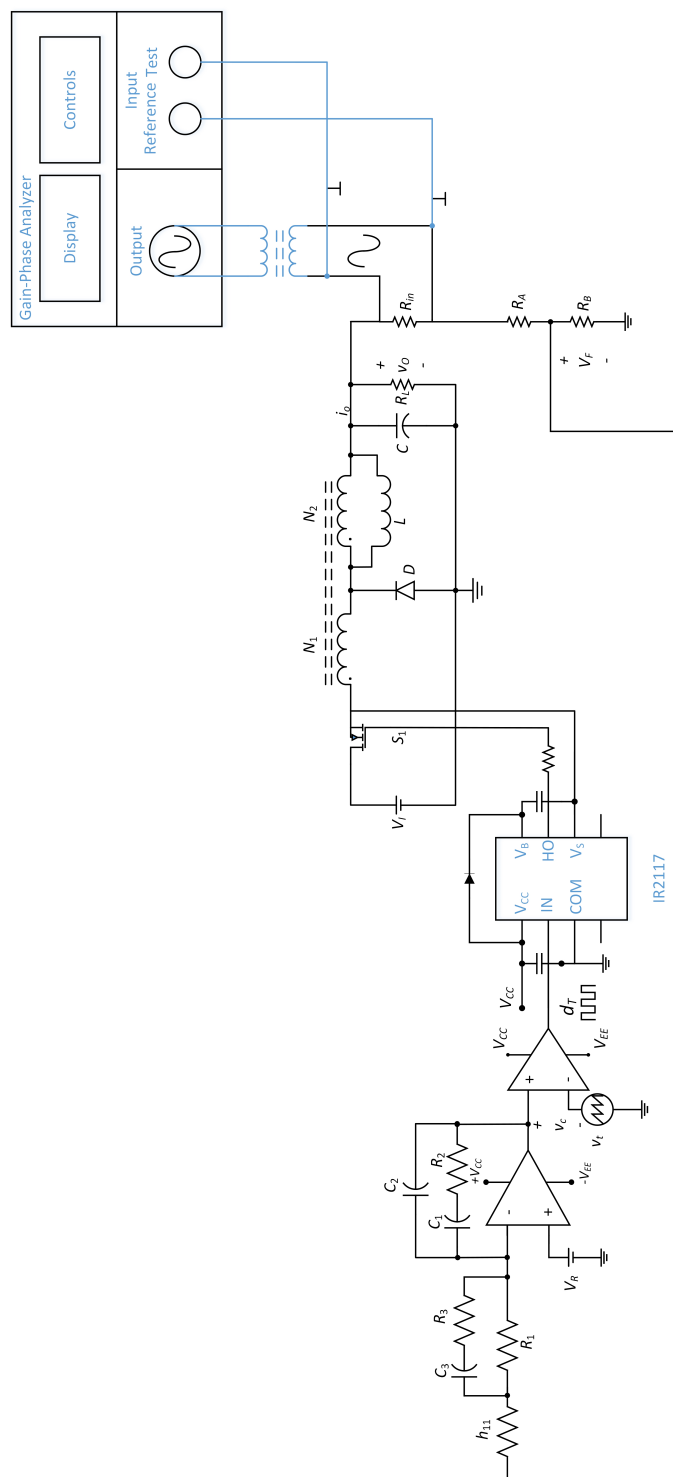 Gain-Phase Analyzer
Display
Controls
Output
Input
Reference Test
R_in
R_A
R_B
+
V_F
-
+
v_O
-
R_L
C
i_o
N_2
L
N_1
D
S_1
V_I
V_CC
IN
COM
V_B
HO
V_S
IR2117
V_CC
d_T
V_CC
V_EE
+
-
v_c
+
-
v_t
C_2
R_2
C_1
+V_CC
-V_EE
-
+
V_R
R_3
C_3
R_1
h_11